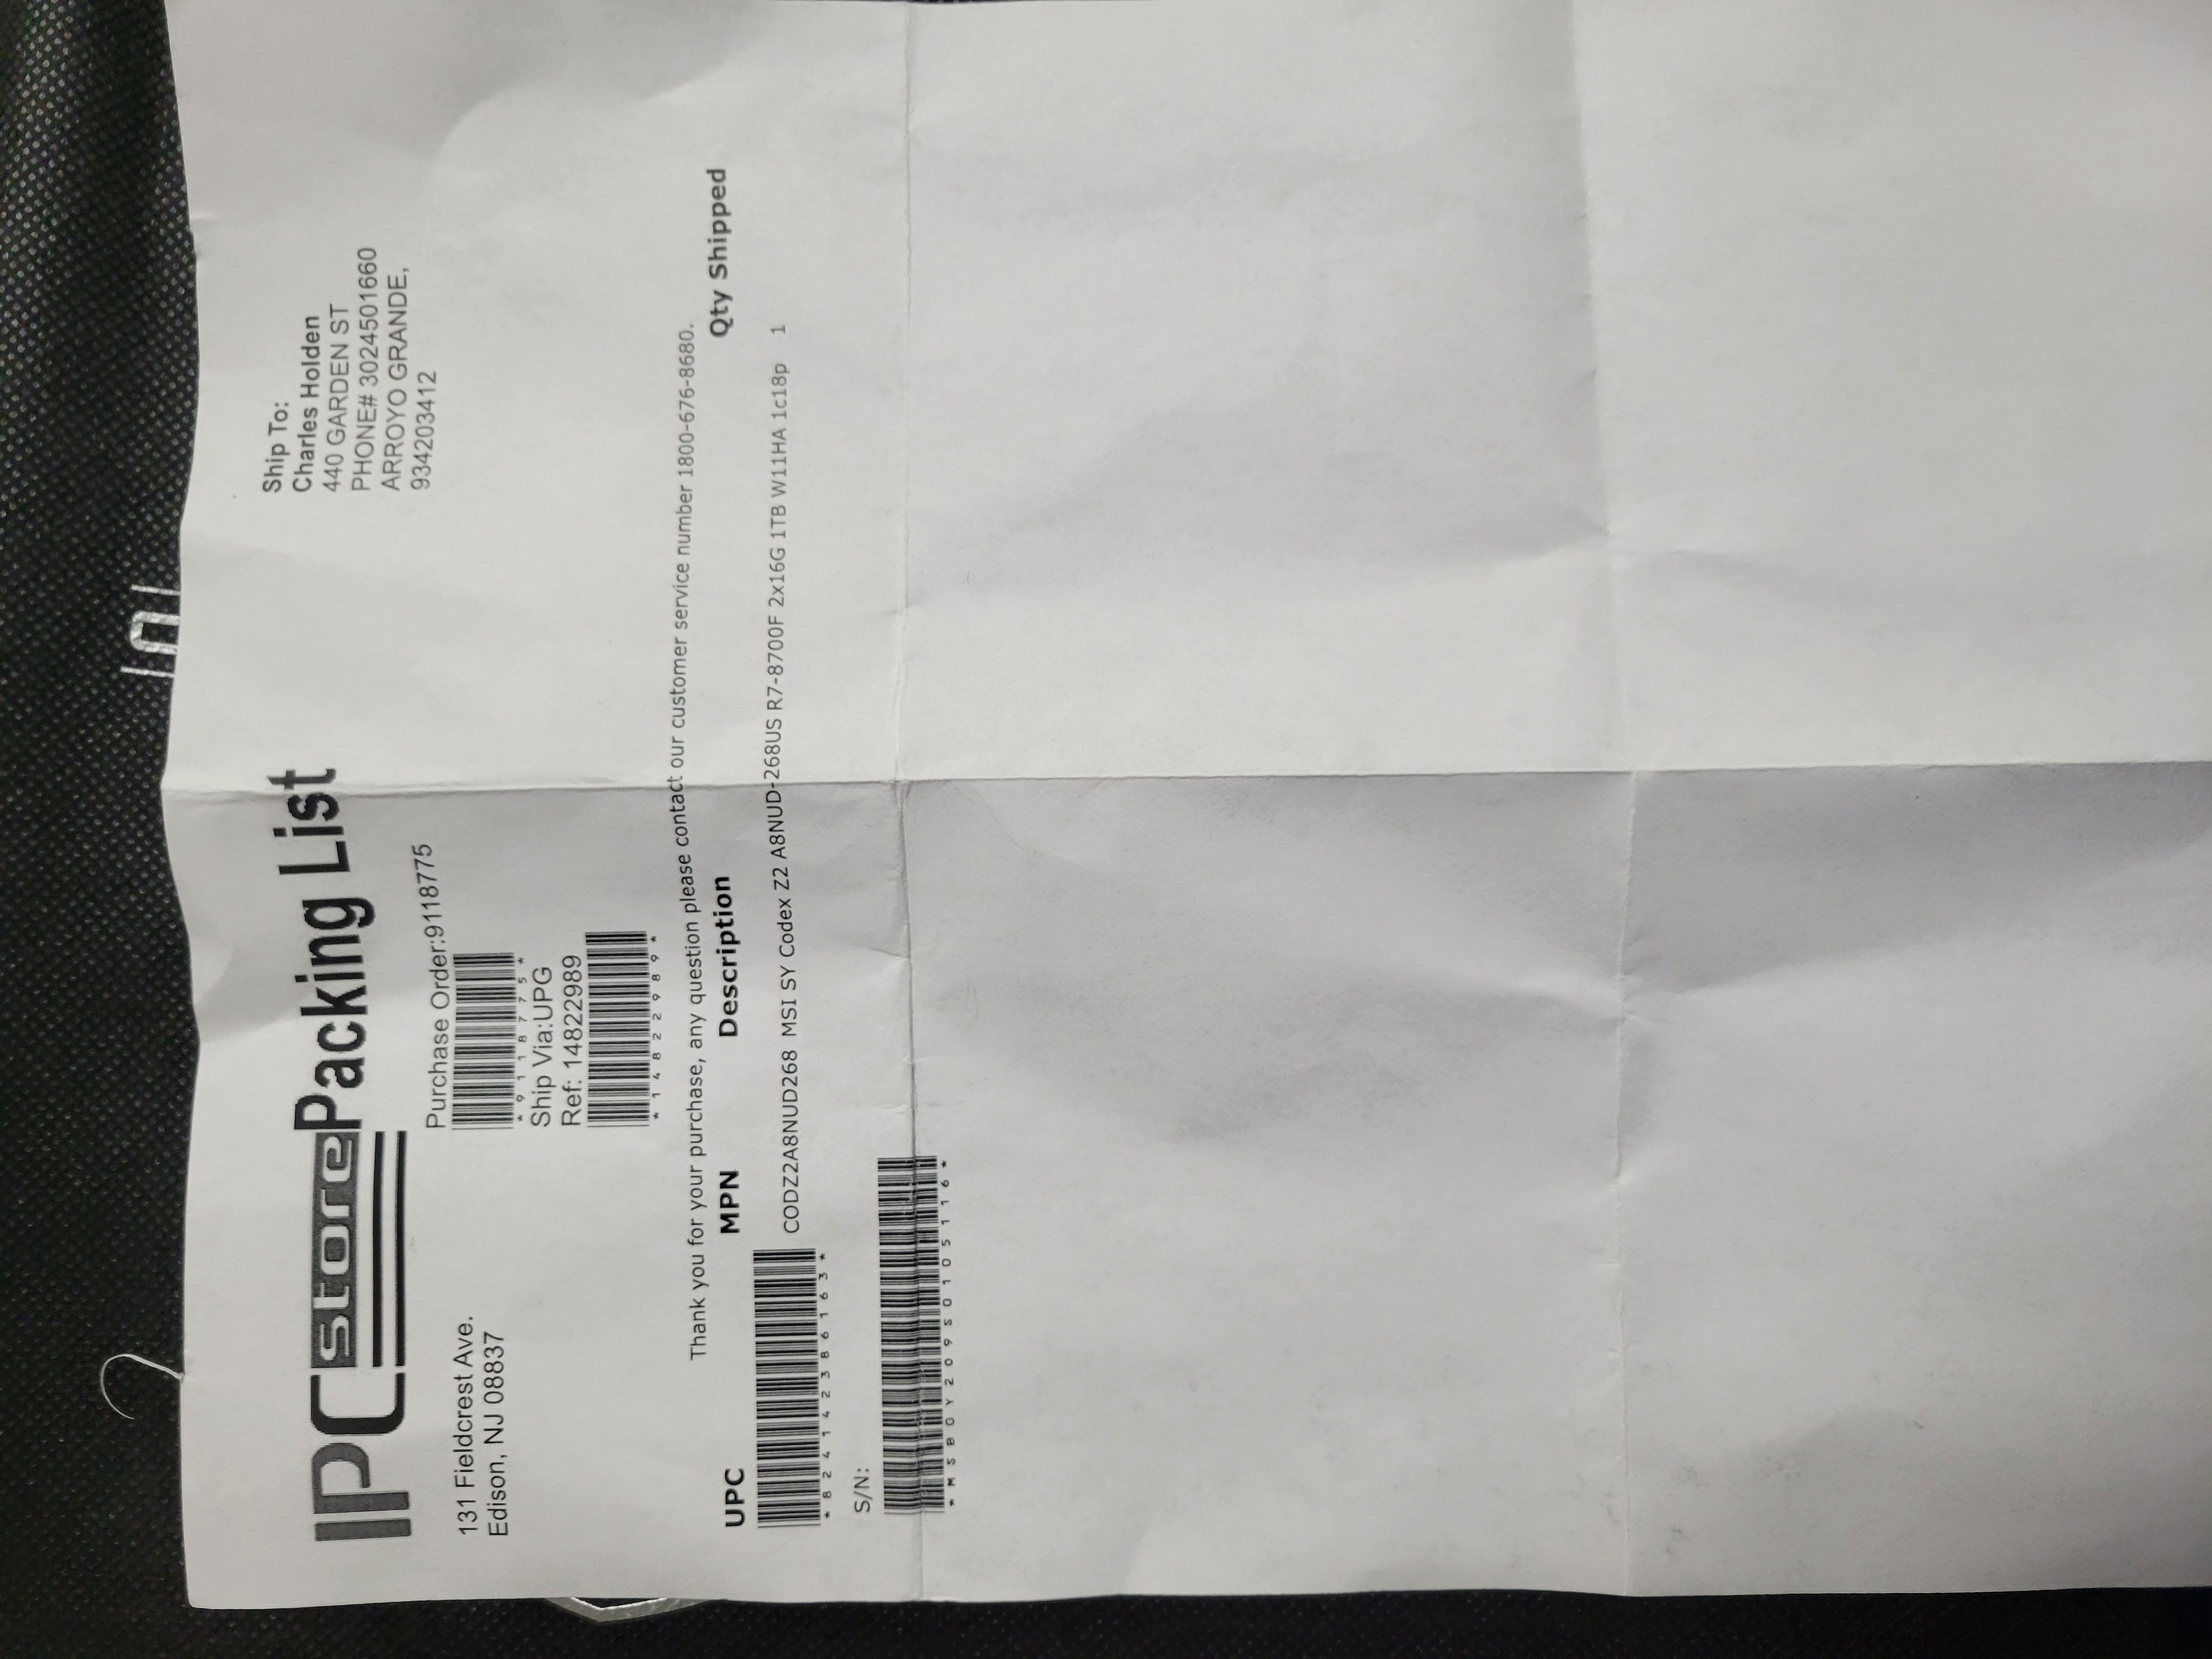 IPC store Packing List
131 Fieldcrest Ave.
Edison, NJ 08837
Purchase Order:9118775
*9118775*
Ship Via:UPG
Ref: 14822989
*14822989*
Ship To:
Charles Holden
440 GARDEN ST
PHONE# 3024501660
ARROYO GRANDE,
934203412
Thank you for your purchase, any question please contact our customer service number 1800-676-8680.
UPC MPN Description Qty Shipped
CODZ2A8NUD268 MSI SY Codex Z2 A8NUD-268US R7-8700F 2x16G 1TB W11HA 1c18p 1
*824142386163*
S/N:
*MSBDY209S0105116*